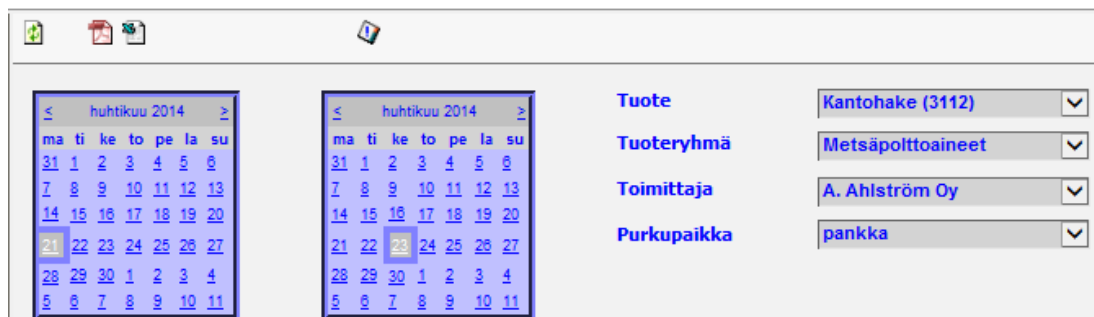 < huhtikuu 2014 >
ma ti ke to pe la su
31 1 2 3 4 5 6
7 8 9 10 11 12 13
14 15 16 17 18 19 20
21 22 23 24 25 26 27
28 29 30 1 2 3 4
5 6 7 8 9 10 11
< huhtikuu 2014 >
ma ti ke to pe la su
31 1 2 3 4 5 6
7 8 9 10 11 12 13
14 15 16 17 18 19 20
21 22 23 24 25 26 27
28 29 30 1 2 3 4
5 6 7 8 9 10 11
Tuote Kantohake (3112)
Tuoteryhmä Metsäpolttoaineet
Toimittaja A. Ahlström Oy
Purkupaikka pankka